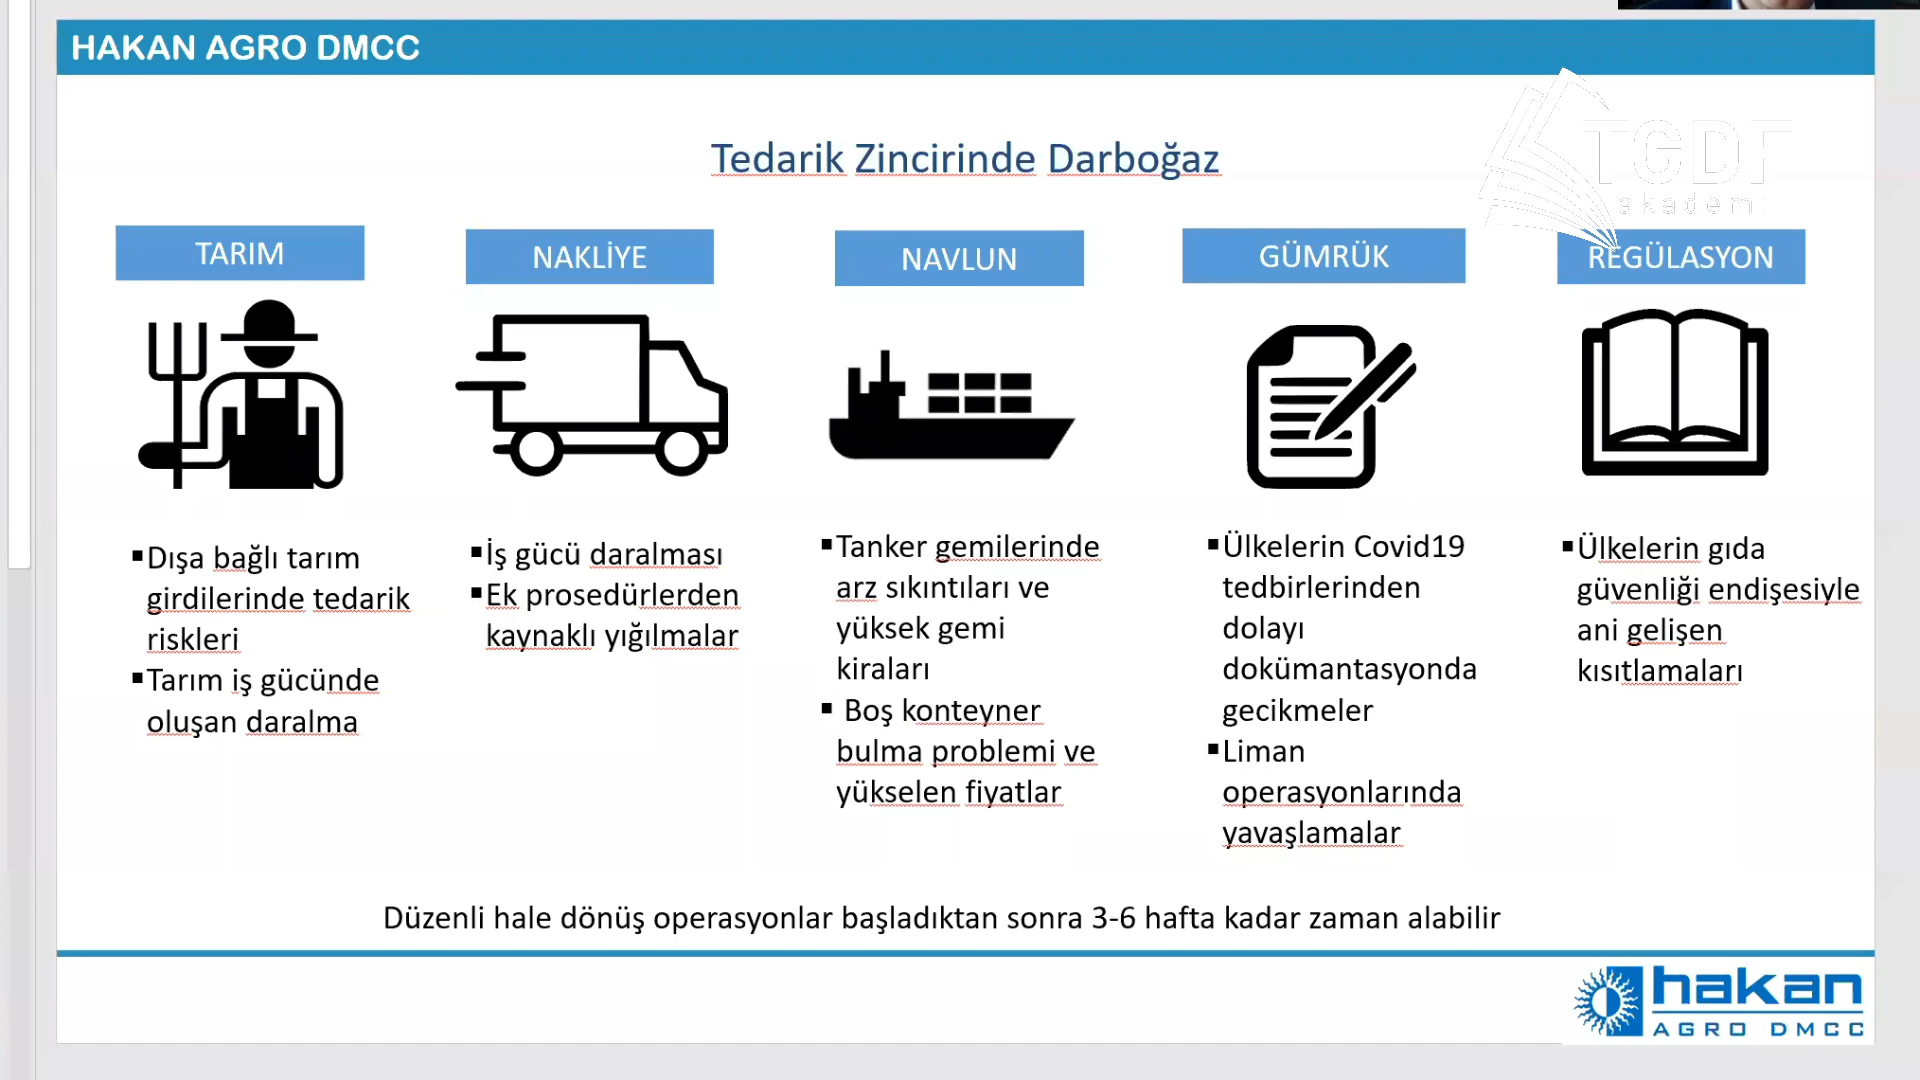 HAKAN AGRO DMCC
TGDF
akademi
Tedarik Zincirinde Darboğaz
TARIM
▪Dışa bağlı tarım
girdilerinde tedarik
riskleri
▪Tarım iş gücünde
oluşan daralma
NAKLİYE
▪İş gücü daralması
▪Ek prosedürlerden
kaynaklı yığılmalar
NAVLUN
▪Tanker gemilerinde
arz sıkıntıları ve
yüksek gemi
kiraları
▪ Boş konteyner
bulma problemi ve
yükselen fiyatlar
GÜMRÜK
▪Ülkelerin Covid19
tedbirlerinden
dolayı
dokümantasyonda
gecikmeler
▪Liman
operasyonlarında
yavaşlamalar
REGÜLASYON
▪Ülkelerin gıda
güvenliği endişesiyle
ani gelişen
kısıtlamaları
Düzenli hale dönüş operasyonlar başladıktan sonra 3-6 hafta kadar zaman alabilir
hakan
AGRO DMCC